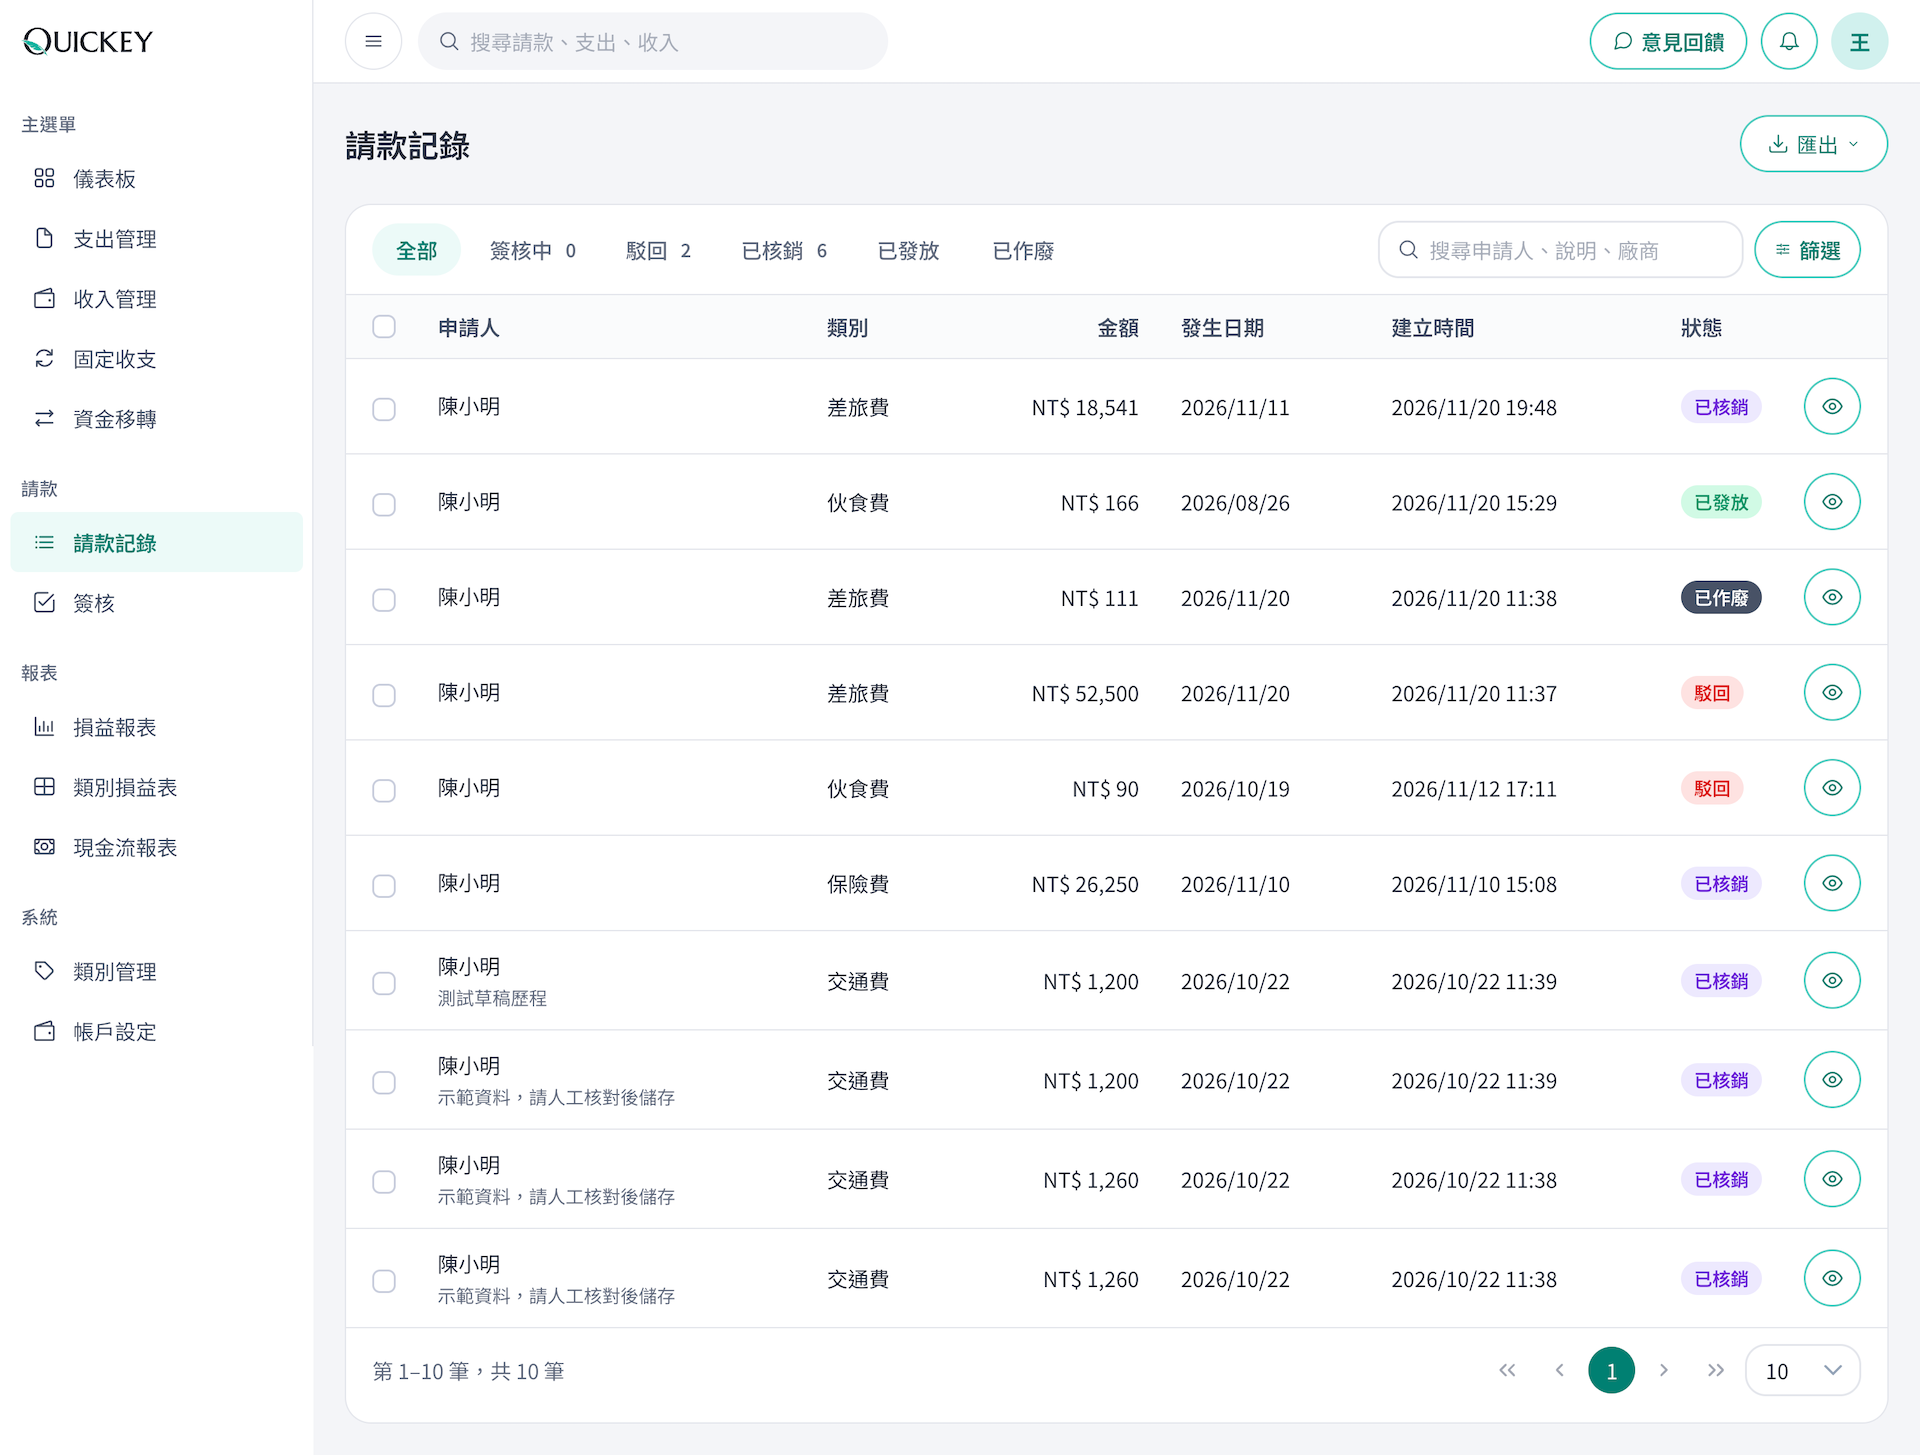 QUICKEY
搜尋請款、支出、收入
意見回饋
王
主選單
儀表板
支出管理
收入管理
固定收支
資金移轉
請款
請款記錄
簽核
報表
損益報表
類別損益表
現金流報表
系統
類別管理
帳戶設定
請款記錄
匯出
全部 簽核中 0 駁回 2 已核銷 6 已發放 已作廢
搜尋申請人、說明、廠商
篩選
申請人 類別 金額 發生日期 建立時間 狀態
陳小明 差旅費 NT$ 18,541 2026/11/11 2026/11/20 19:48 已核銷
陳小明 伙食費 NT$ 166 2026/08/26 2026/11/20 15:29 已發放
陳小明 差旅費 NT$ 111 2026/11/20 2026/11/20 11:38 已作廢
陳小明 差旅費 NT$ 52,500 2026/11/20 2026/11/20 11:37 駁回
陳小明 伙食費 NT$ 90 2026/10/19 2026/11/12 17:11 駁回
陳小明 保險費 NT$ 26,250 2026/11/10 2026/11/10 15:08 已核銷
陳小明 交通費 NT$ 1,200 2026/10/22 2026/10/22 11:39 已核銷
測試草稿歷程
陳小明 交通費 NT$ 1,200 2026/10/22 2026/10/22 11:39 已核銷
示範資料，請人工核對後儲存
陳小明 交通費 NT$ 1,260 2026/10/22 2026/10/22 11:38 已核銷
示範資料，請人工核對後儲存
陳小明 交通費 NT$ 1,260 2026/10/22 2026/10/22 11:38 已核銷
示範資料，請人工核對後儲存
第 1–10 筆，共 10 筆
1
10